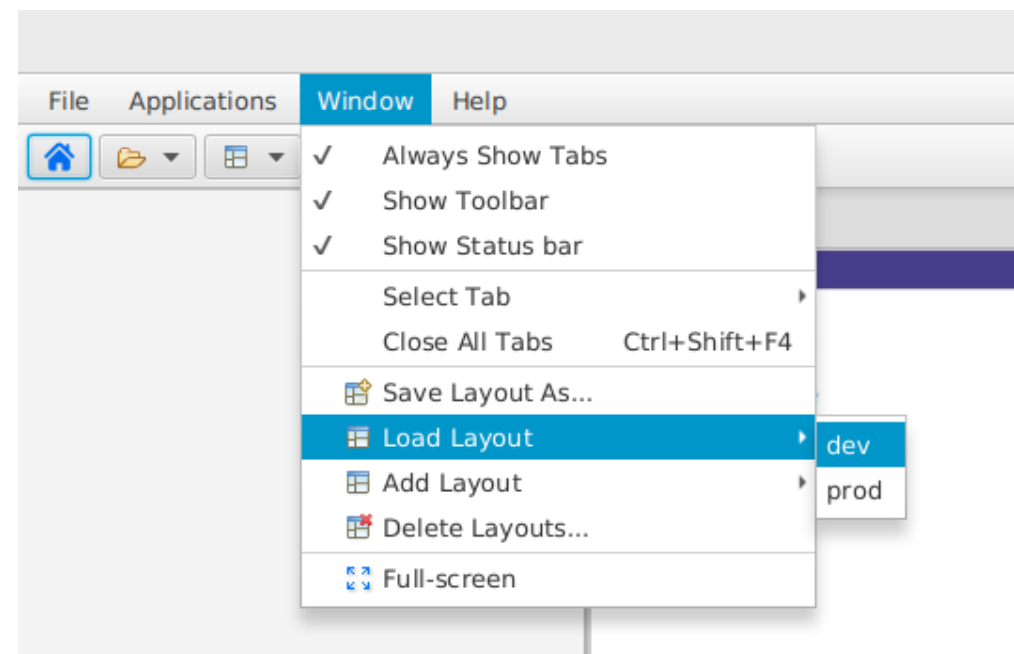 File Applications Window Help
✓ Always Show Tabs
✓ Show Toolbar
✓ Show Status bar
Select Tab
Close All Tabs Ctrl+Shift+F4
Save Layout As...
Load Layout
dev
Add Layout
prod
Delete Layouts...
Full-screen